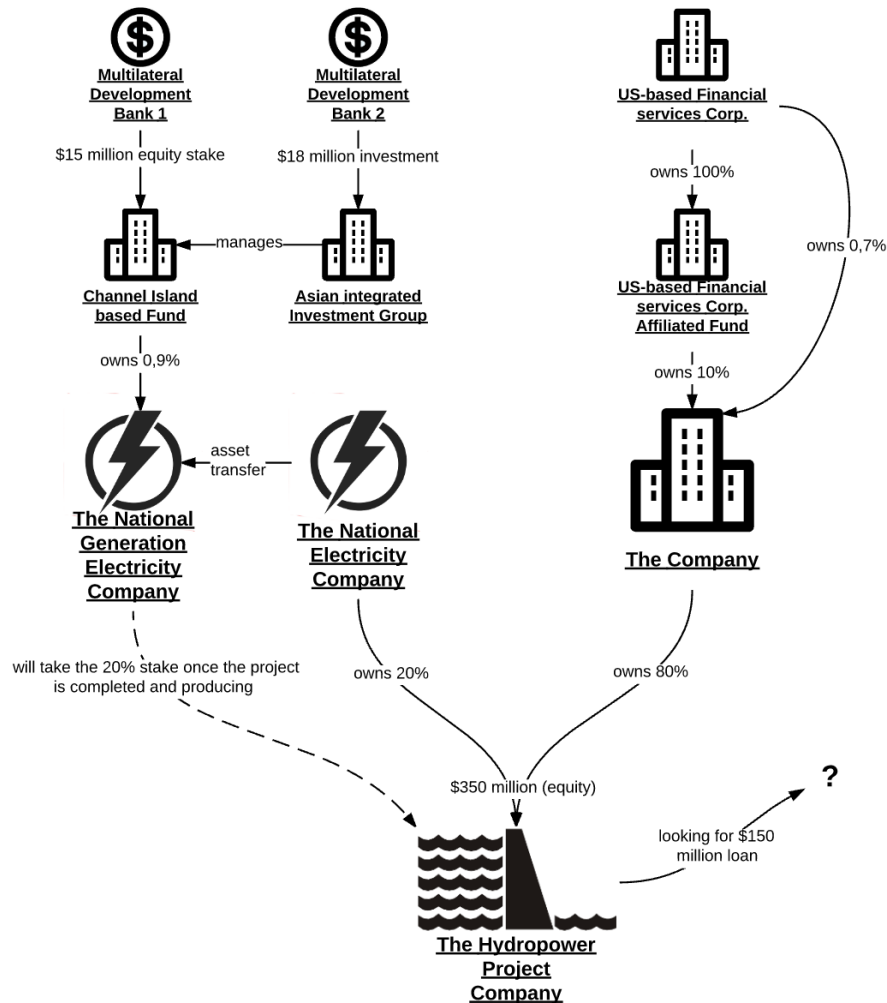 Multilateral
Development
Bank 1
Multilateral
Development
Bank 2
US-based Financial
services Corp.
$15 million equity stake
$18 million investment
owns 100%
manages
owns 0,7%
Channel Island
based Fund
Asian integrated
Investment Group
US-based Financial
services Corp.
Affiliated Fund
owns 0,9%
owns 10%
asset
transfer
The National
Generation
Electricity
Company
The National
Electricity
Company
The Company
will take the 20% stake once the project
is completed and producing
owns 20%
owns 80%
$350 million (equity)
?
looking for $150
million loan
The Hydropower
Project
Company